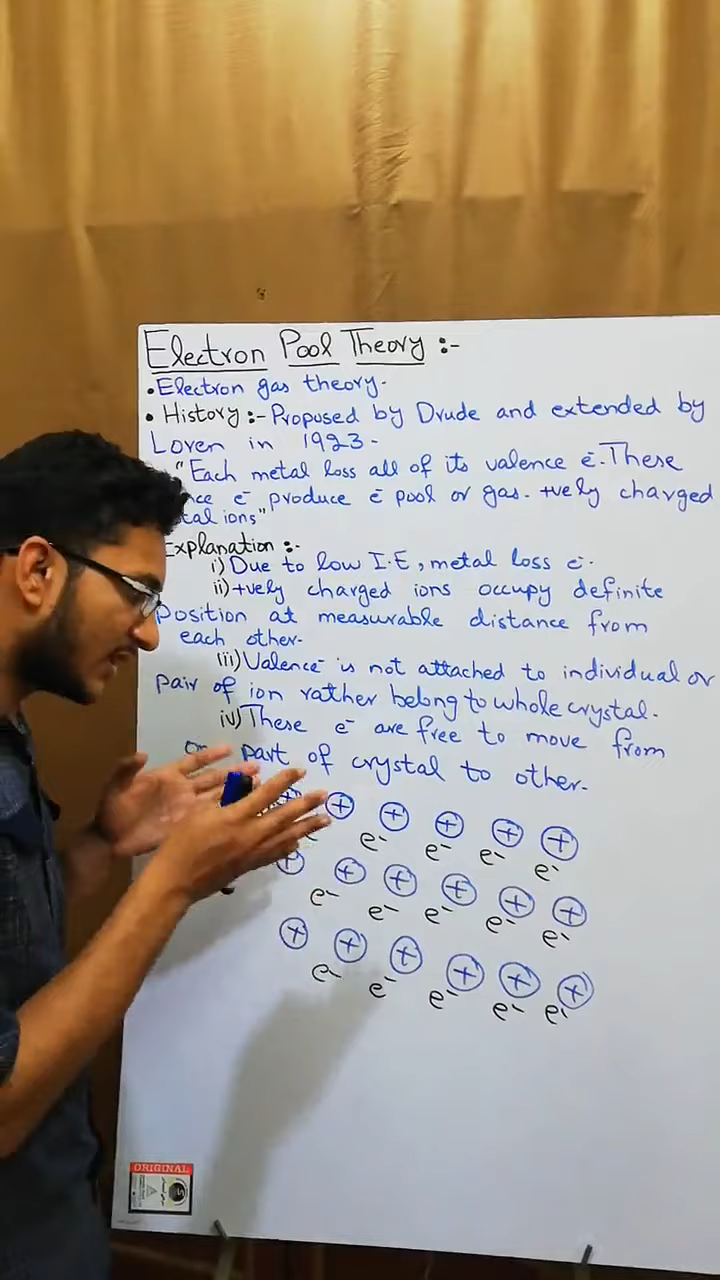 Electron Pool Theory :-
• Electron gas theory.
• History :- Proposed by Drude and extended by
Loren in 1923-
"Each metal loss all of its valence e-. These
nce e- produce e- pool or gas. +vely charged
tal ions"
Explanation :-
i) Due to low I.E, metal loss e-.
ii) +vely charged ions occupy definite
position at measurable distance from
each other-
iii) Valence- is not attached to individual or
pair of ion rather belong to whole crystal-
iv) These e- are free to move from
part of crystal to other-
+ + + + + +
e- e- e- e-
+ + + + + +
e- e- e- e- e-
+ + + + + +
e- e- e- e- e-
ORIGINAL